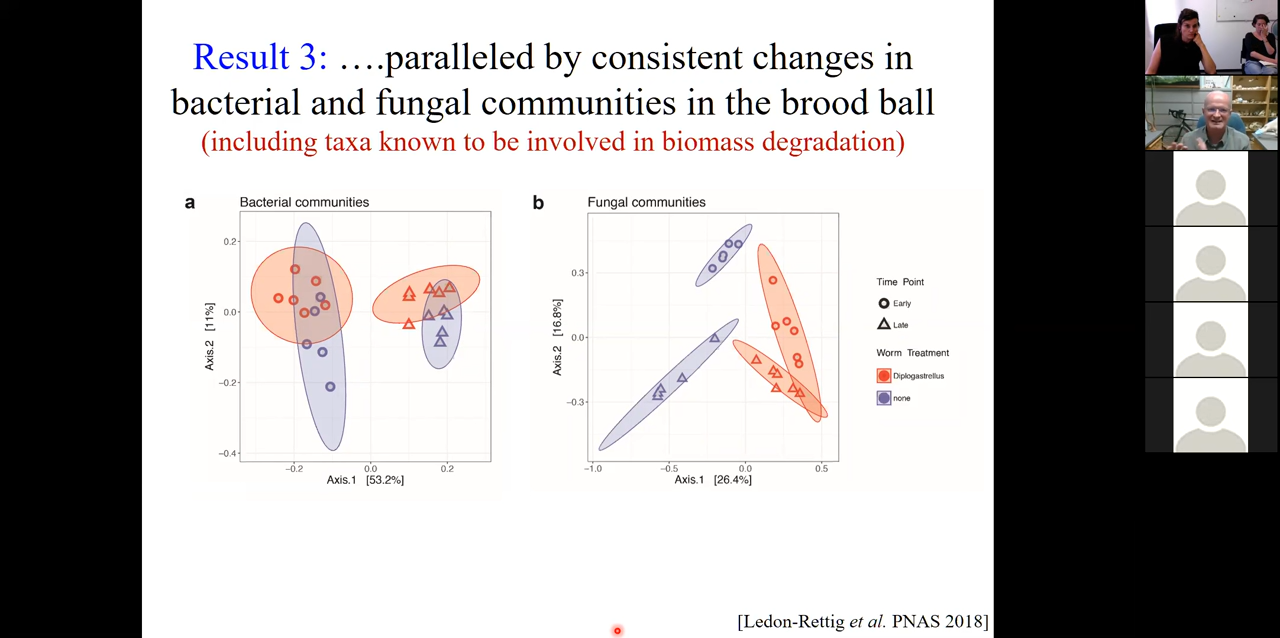 Result 3: ….paralleled by consistent changes in
bacterial and fungal communities in the brood ball
(including taxa known to be involved in biomass degradation)
a
Bacterial communities
0.2
0.0
−0.2
−0.4
Axis.2 [11%]
−0.2
0.0
0.2
Axis.1 [53.2%]
b
Fungal communities
0.3
0.0
−0.3
Axis.2 [16.8%]
−1.0
−0.5
0.0
0.5
Axis.1 [26.4%]
Time Point
Early
Late
Worm Treatment
Diplogastrellus
none
[Ledon-Rettig et al. PNAS 2018]